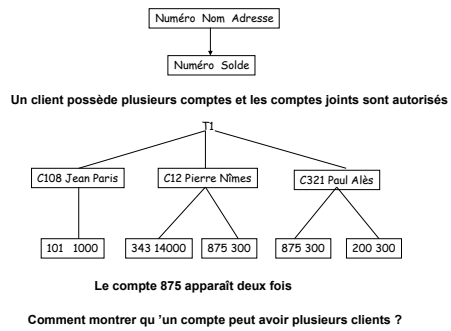 Numéro Nom Adresse
Numéro Solde
Un client possède plusieurs comptes et les comptes joints sont autorisés
T1
C108 Jean Paris
C12 Pierre Nîmes
C321 Paul Alès
101 1000
343 14000
875 300
875 300
200 300
Le compte 875 apparaît deux fois
Comment montrer qu 'un compte peut avoir plusieurs clients ?